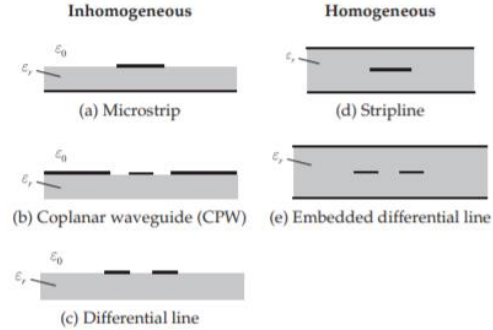 Inhomogeneous
Homogeneous
ε₀
εᵣ
(a) Microstrip
εᵣ
(d) Stripline
ε₀
εᵣ
(b) Coplanar waveguide (CPW)
εᵣ
(e) Embedded differential line
ε₀
εᵣ
(c) Differential line